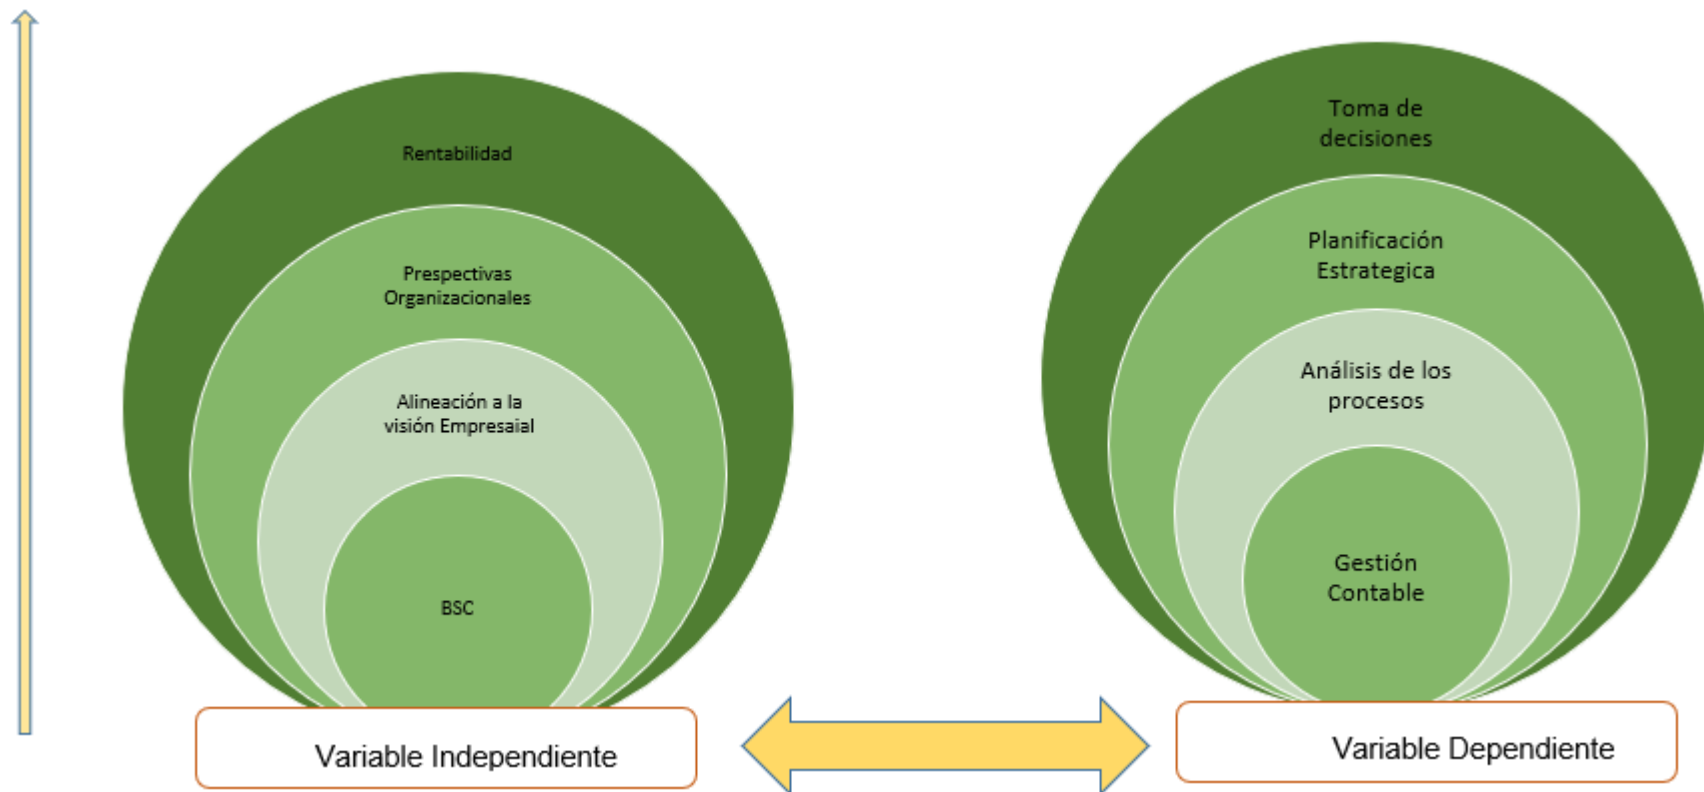 Rentabilidad
Prespectivas
Organizacionales
Alineación a la
visión Empresaial
BSC
Variable Independiente
Toma de
decisiones
Planificación
Estrategica
Análisis de los
procesos
Gestión
Contable
Variable Dependiente